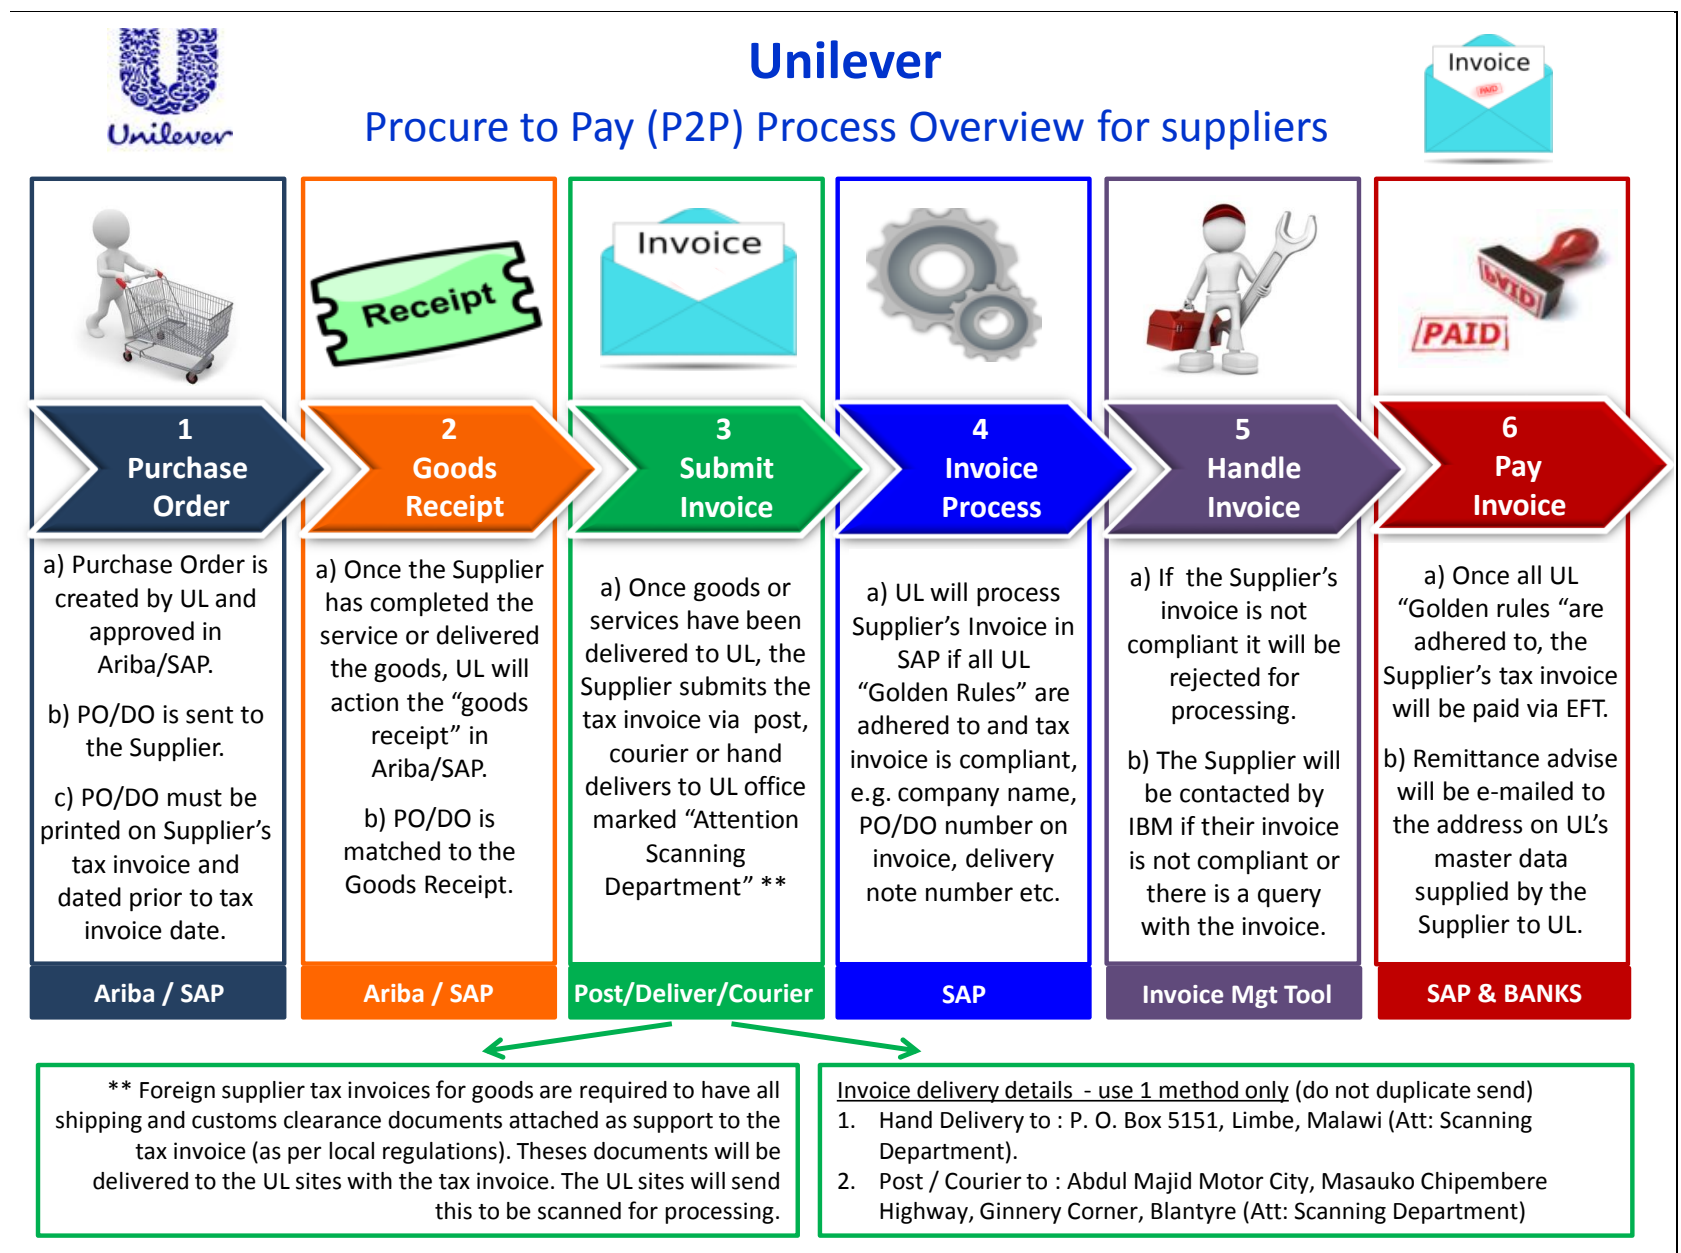 Unilever
Unilever
Procure to Pay (P2P) Process Overview for suppliers
Invoice
PAID
Receipt
Invoice
PAID
PAID
1
Purchase
Order
2
Goods
Receipt
3
Submit
Invoice
4
Invoice
Process
5
Handle
Invoice
6
Pay
Invoice
a) Purchase Order is
created by UL and
approved in
Ariba/SAP.
b) PO/DO is sent to
the Supplier.
c) PO/DO must be
printed on Supplier's
tax invoice and
dated prior to tax
invoice date.
a) Once the Supplier
has completed the
service or delivered
the goods, UL will
action the “goods
receipt” in
Ariba/SAP.
b) PO/DO is
matched to the
Goods Receipt.
a) Once goods or
services have been
delivered to UL, the
Supplier submits the
tax invoice via  post,
courier or hand
delivers to UL office
marked “Attention
Scanning
Department” **
a) UL will process
Supplier's Invoice in
SAP if all UL
“Golden Rules” are
adhered to and tax
invoice is compliant,
e.g. company name,
PO/DO number on
invoice, delivery
note number etc.
a) If  the Supplier's
invoice is not
compliant it will be
rejected for
processing.
b) The Supplier will
be contacted by
IBM if their invoice
is not compliant or
there is a query
with the invoice.
a) Once all UL
“Golden rules “are
adhered to, the
Supplier's tax invoice
will be paid via EFT.
b) Remittance advise
will be e-mailed to
the address on UL's
master data
supplied by the
Supplier to UL.
Ariba / SAP
Ariba / SAP
Post/Deliver/Courier
SAP
Invoice Mgt Tool
SAP & BANKS
** Foreign supplier tax invoices for goods are required to have all
shipping and customs clearance documents attached as support to the
tax invoice (as per local regulations). Theses documents will be
delivered to the UL sites with the tax invoice. The UL sites will send
this to be scanned for processing.
Invoice delivery details  - use 1 method only (do not duplicate send)
1. Hand Delivery to : P. O. Box 5151, Limbe, Malawi (Att: Scanning
Department).
2. Post / Courier to : Abdul Majid Motor City, Masauko Chipembere
Highway, Ginnery Corner, Blantyre (Att: Scanning Department)